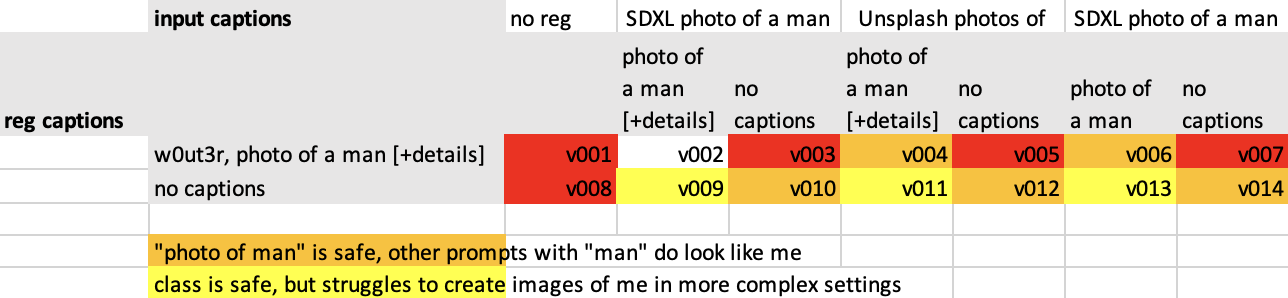 input captions no reg SDXL photo of a man Unsplash photos of SDXL photo of a man
photo of photo of
a man no a man no photo of no
reg captions [+details] captions [+details] captions a man captions
w0ut3r, photo of a man [+details] v001 v002 v003 v004 v005 v006 v007
no captions v008 v009 v010 v011 v012 v013 v014
"photo of man" is safe, other prompts with "man" do look like me
class is safe, but struggles to create images of me in more complex settings